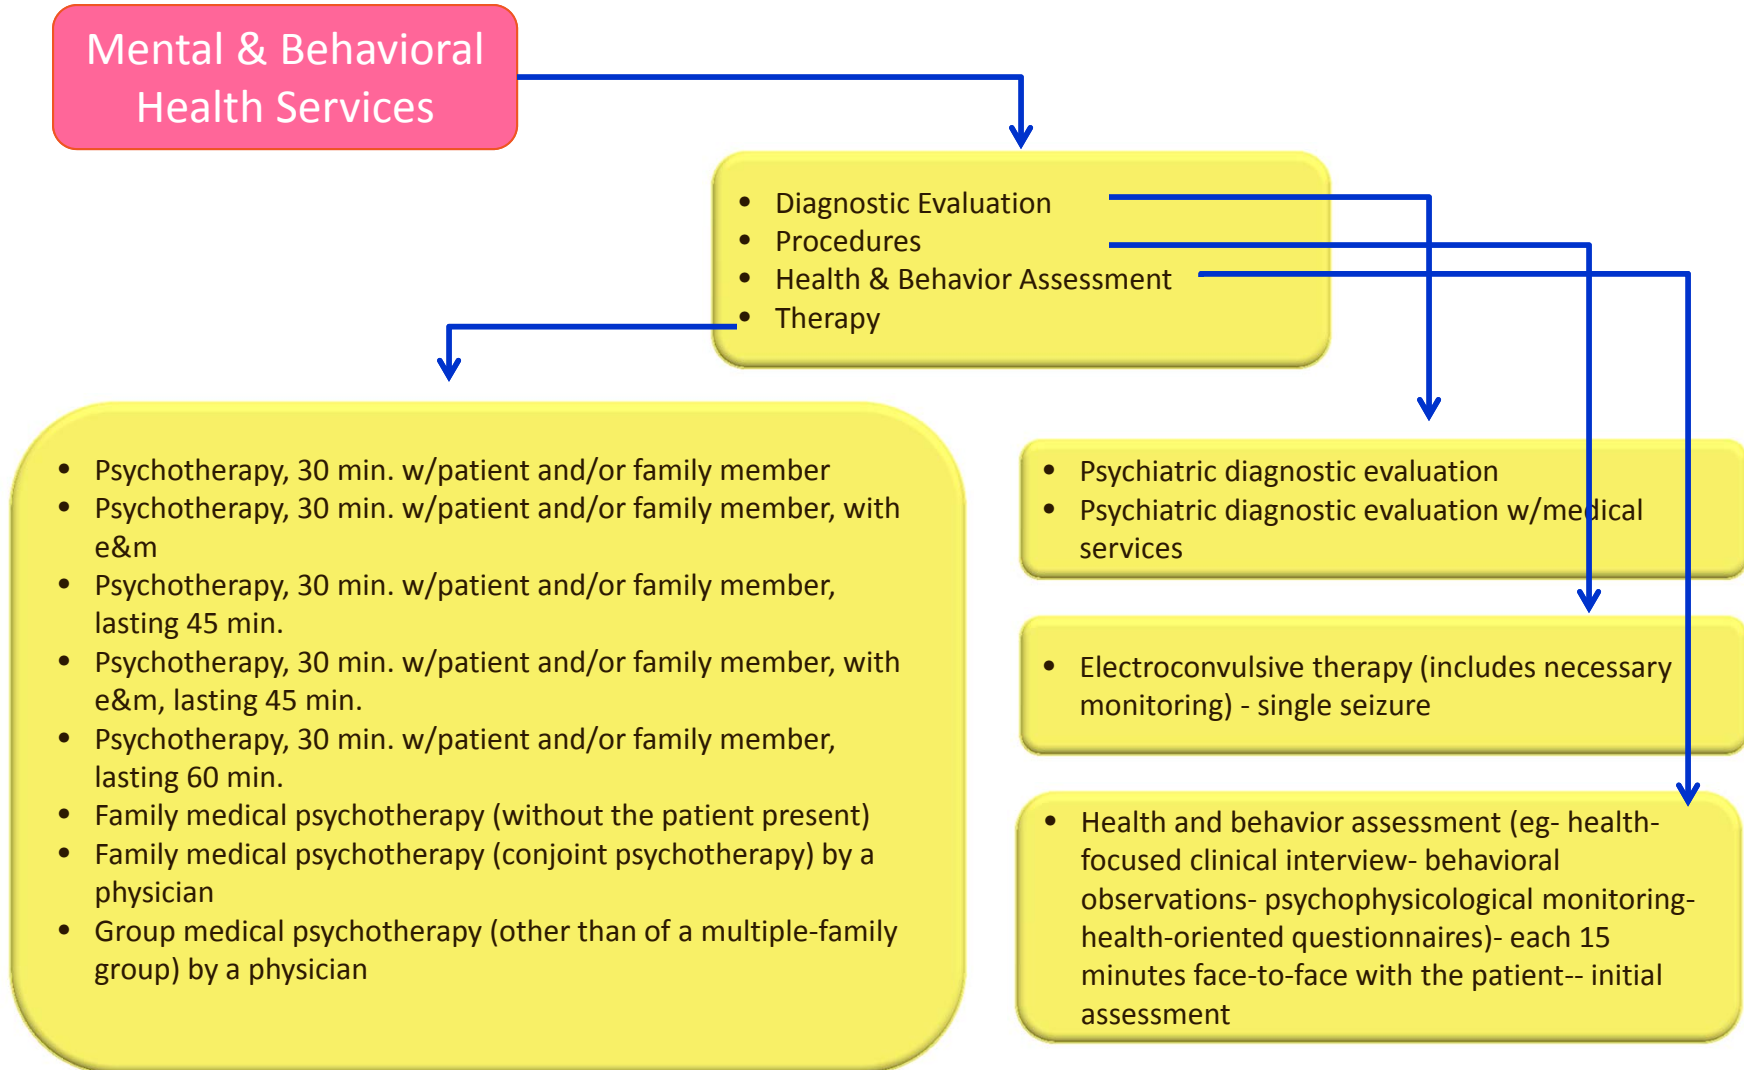 Mental & Behavioral
Health Services
• Diagnostic Evaluation
• Procedures
• Health & Behavior Assessment
• Therapy
• Psychotherapy, 30 min. w/patient and/or family member
• Psychotherapy, 30 min. w/patient and/or family member, with
e&m
• Psychotherapy, 30 min. w/patient and/or family member,
lasting 45 min.
• Psychotherapy, 30 min. w/patient and/or family member, with
e&m, lasting 45 min.
• Psychotherapy, 30 min. w/patient and/or family member,
lasting 60 min.
• Family medical psychotherapy (without the patient present)
• Family medical psychotherapy (conjoint psychotherapy) by a
physician
• Group medical psychotherapy (other than of a multiple-family
group) by a physician
• Psychiatric diagnostic evaluation
• Psychiatric diagnostic evaluation w/medical
services
• Electroconvulsive therapy (includes necessary
monitoring) - single seizure
• Health and behavior assessment (eg- health-
focused clinical interview- behavioral
observations- psychophysicological monitoring-
health-oriented questionnaires)- each 15
minutes face-to-face with the patient-- initial
assessment